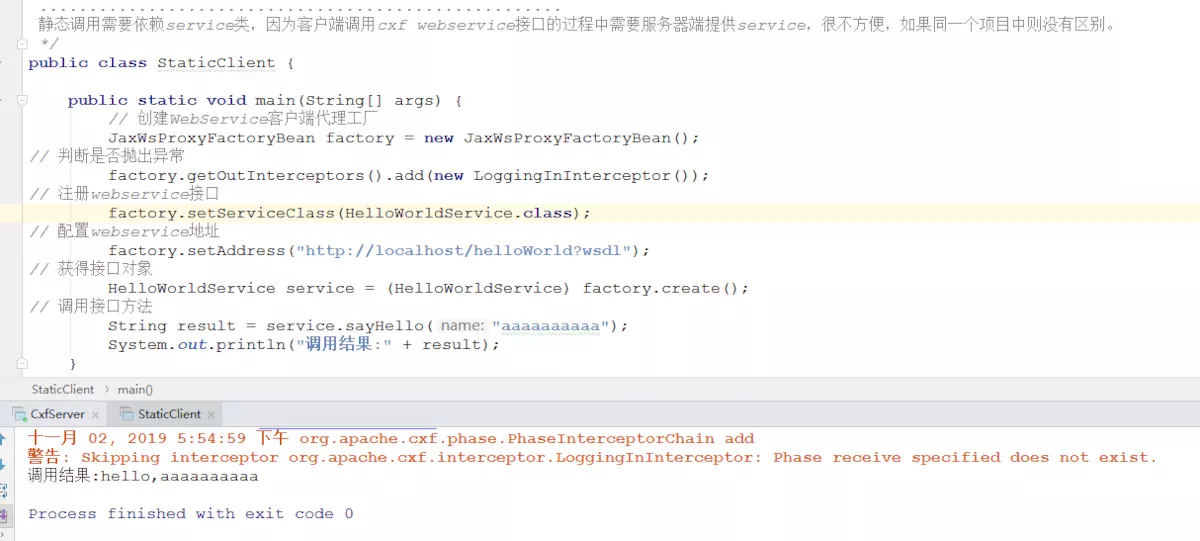 静态调用需要依赖service类，因为客户端调用cxf webservice接口的过程中需要服务器端提供service，很不方便，如果同一个项目中则没有区别。
*/
public class StaticClient {
public static void main(String[] args) {
// 创建WebService客户端代理工厂
JaxWsProxyFactoryBean factory = new JaxWsProxyFactoryBean();
// 判断是否抛出异常
factory.getOutInterceptors().add(new LoggingInInterceptor());
// 注册webservice接口
factory.setServiceClass(HelloWorldService.class);
// 配置webservice地址
factory.setAddress("http://localhost/helloWorld?wsdl");
// 获得接口对象
HelloWorldService service = (HelloWorldService) factory.create();
// 调用接口方法
String result = service.sayHello( name: "aaaaaaaaaa");
System.out.println("调用结果:" + result);
}
StaticClient › main()
CxfServer × StaticClient ×
十一月 02, 2019 5:54:59 下午 org.apache.cxf.phase.PhaseInterceptorChain add
警告: Skipping interceptor org.apache.cxf.interceptor.LoggingInInterceptor: Phase receive specified does not exist.
调用结果:hello,aaaaaaaaaa
Process finished with exit code 0